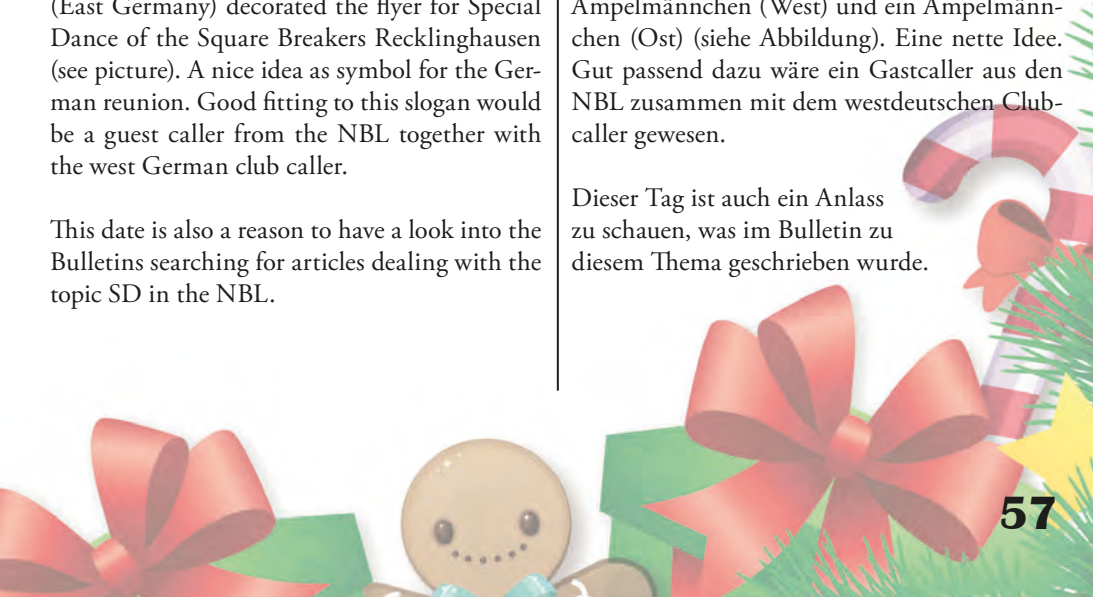 (East Germany) decorated the flyer for Special
Dance of the Square Breakers Recklinghausen
(see picture). A nice idea as symbol for the Ger-
man reunion. Good fitting to this slogan would
be a guest caller from the NBL together with
the west German club caller.

This date is also a reason to have a look into the
Bulletins searching for articles dealing with the
topic SD in the NBL.

Ampelmännchen (West) und ein Ampelmänn-
chen (Ost) (siehe Abbildung). Eine nette Idee.
Gut passend dazu wäre ein Gastcaller aus den
NBL zusammen mit dem westdeutschen Club-
caller gewesen.

Dieser Tag ist auch ein Anlass
zu schauen, was im Bulletin zu
diesem Thema geschrieben wurde.

57